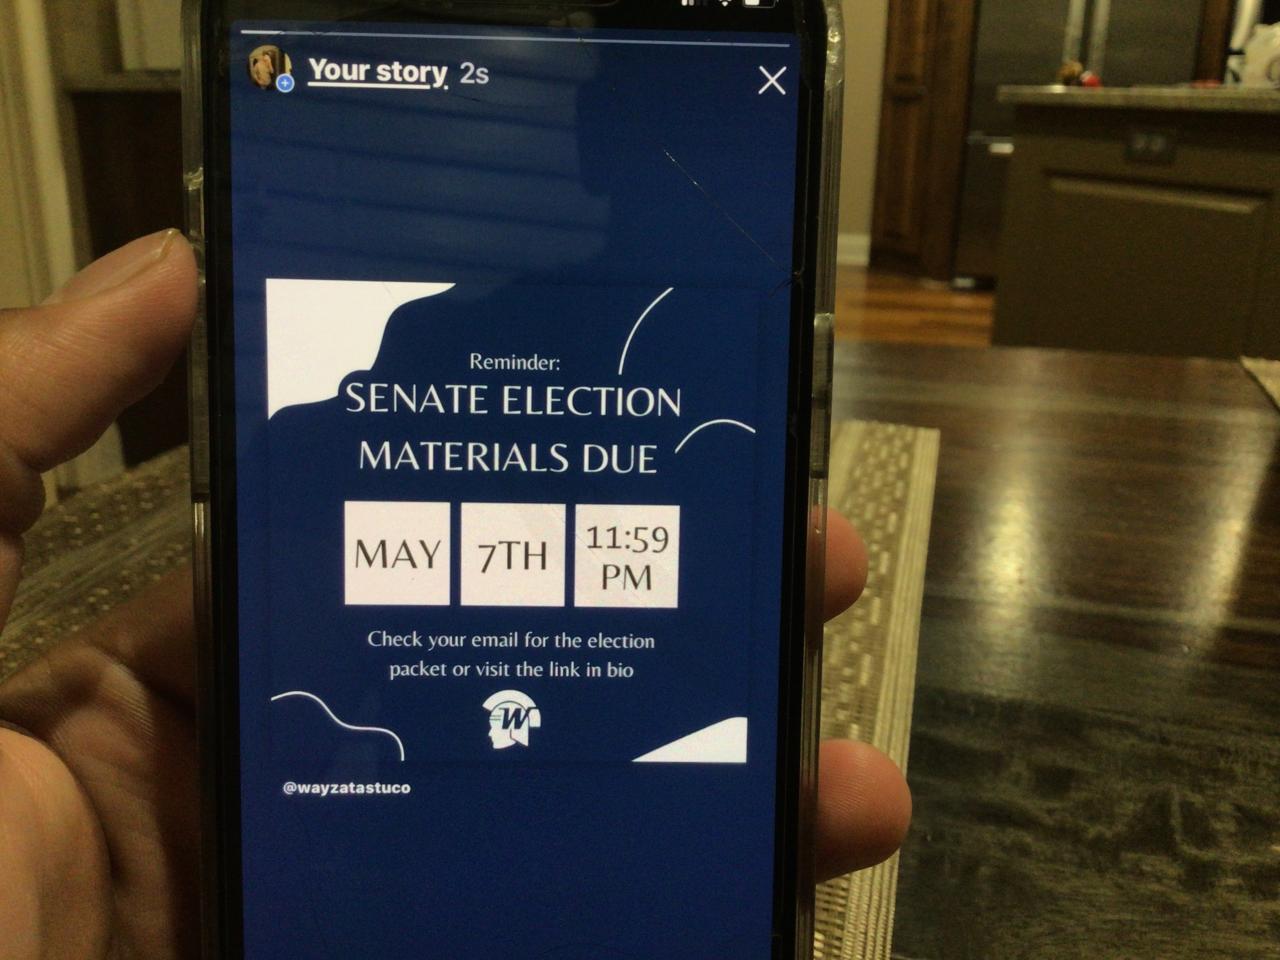 Your story 2s
Reminder:
SENATE ELECTION
MATERIALS DUE
MAY 7TH 11:59
PM
Check your email for the election
packet or visit the link in bio
W
@wayzatastuco